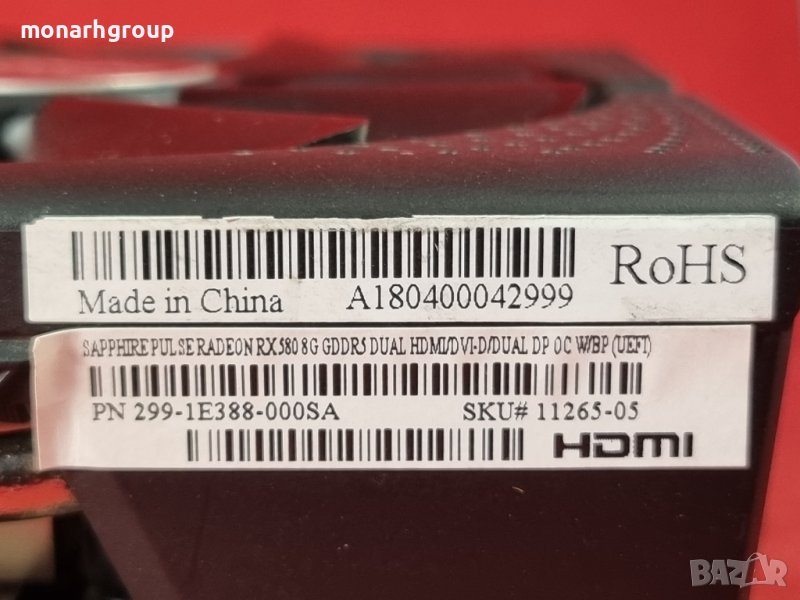 monarhgroup
RoHS
Made in China A180400042999
SAPPHIRE PULSE RADEON RX 580 8G GDDR5 DUAL HDMI/DVI-D/DUAL DP OC W/BP (UEFI)
PN 299-1E388-000SA SKU# 11265-05
HDMI
BAZAR